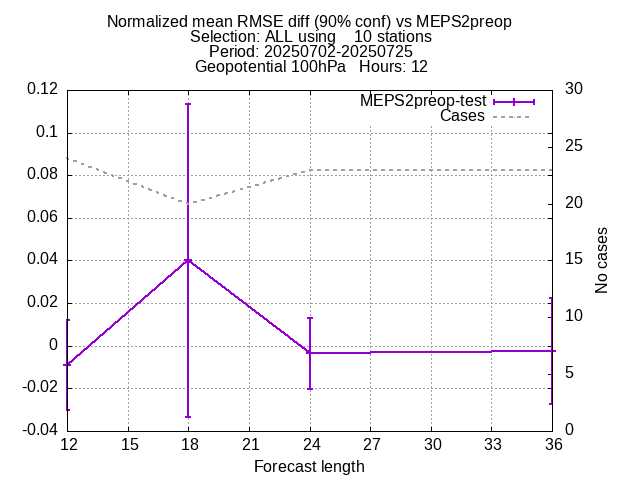 Normalized mean RMSE diff (90% conf) vs MEPS2preop
Selection: ALL using    10 stations
Period: 20250702-20250725
Geopotential 100hPa   Hours: 12
MEPS2preop-test
Cases
0.12
0.1
0.08
0.06
0.04
0.02
0
-0.02
-0.04
30
25
20
15
10
5
0
No cases
12 15 18 21 24 27 30 33 36
Forecast length